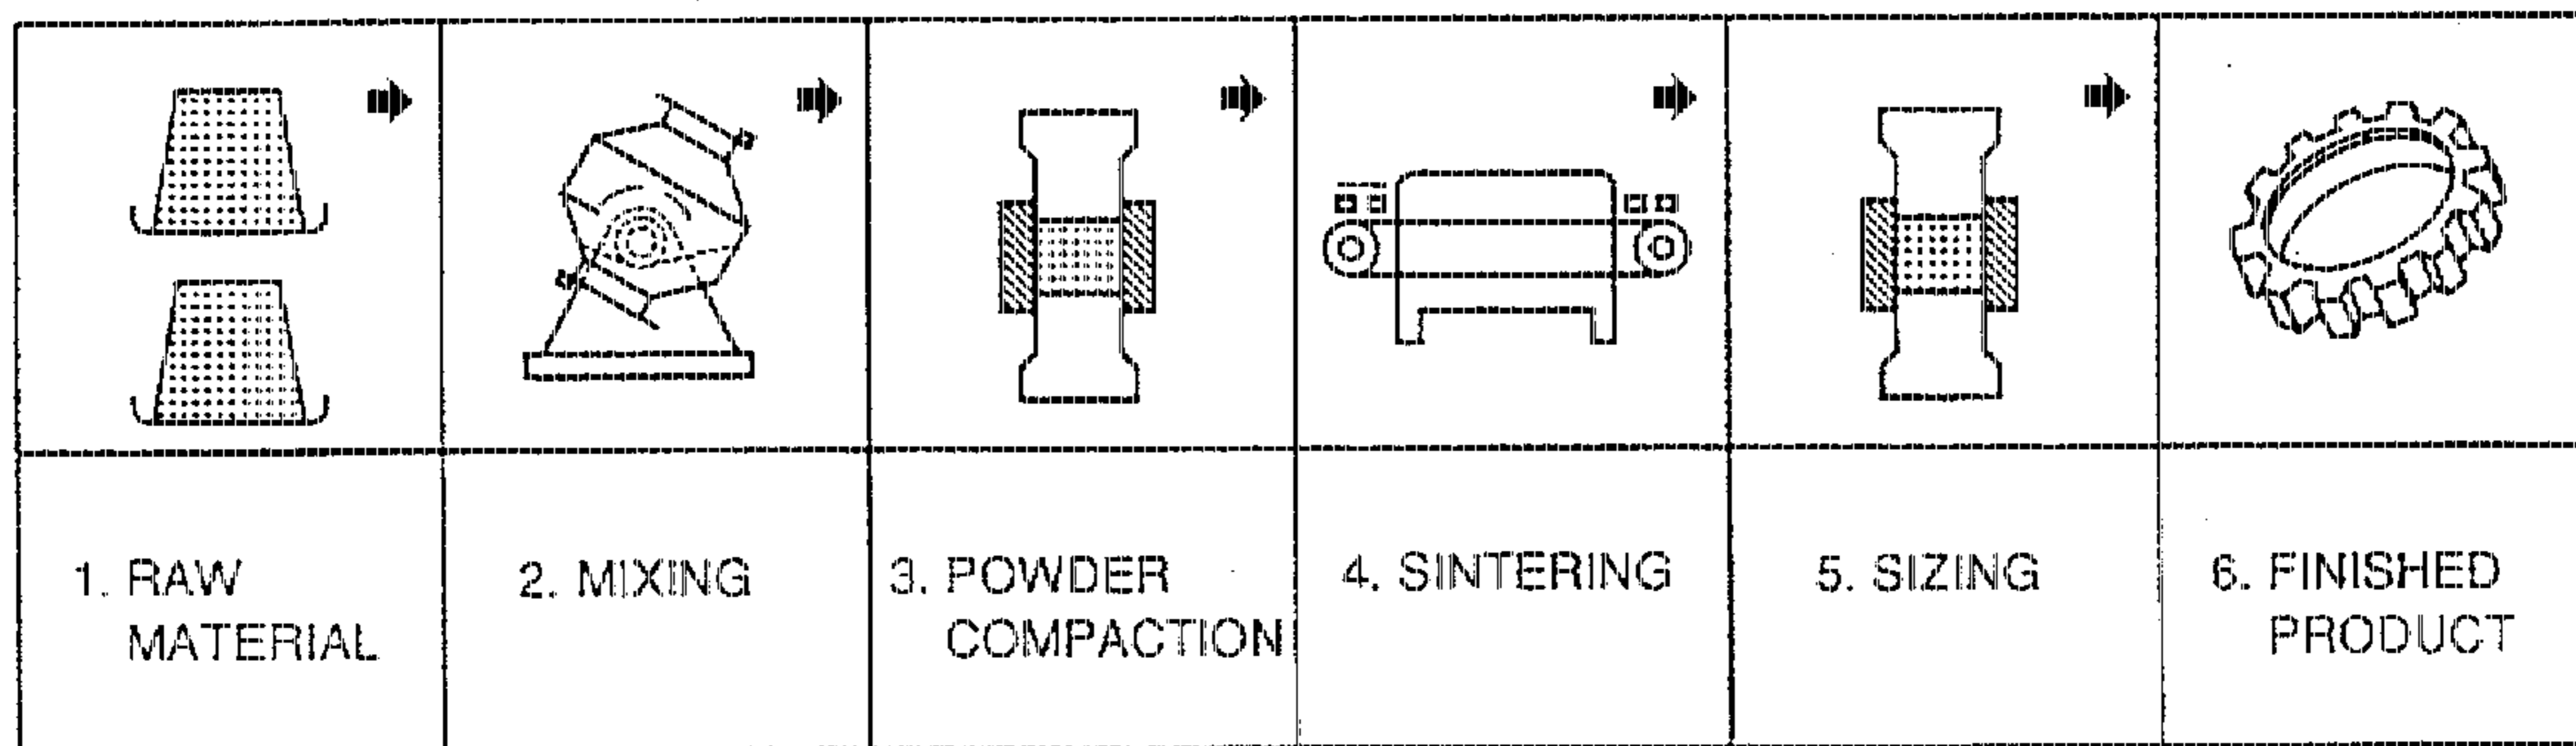 1. RAW
MATERIAL
2. MIXING
3. POWDER
COMPACTION
4. SINTERING
5. SIZING
6. FINISHED
PRODUCT